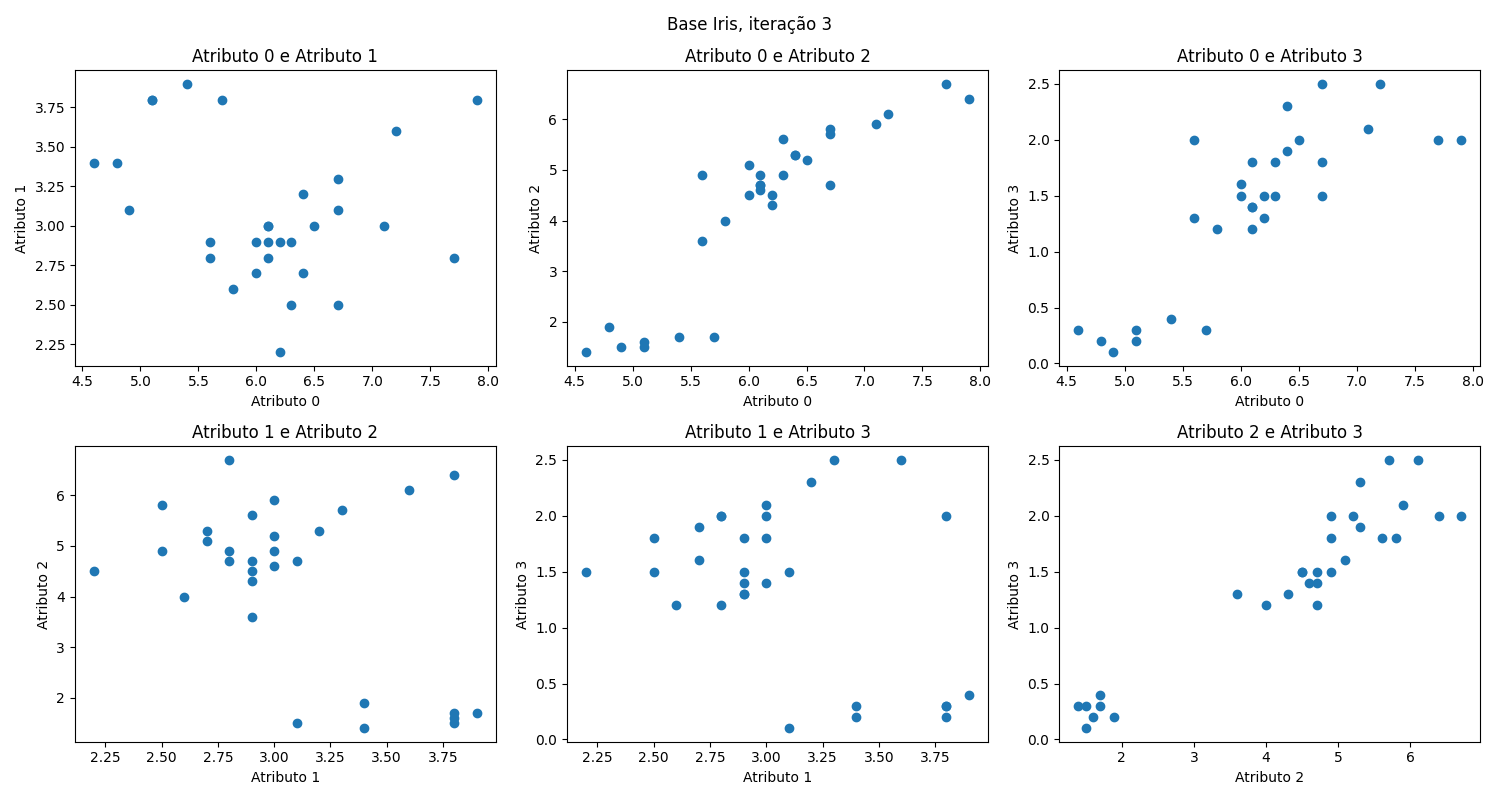 Base Iris, iteração 3
Atributo 0 e Atributo 1
Atributo 1
3.75
3.50
3.25
3.00
2.75
2.50
2.25
4.5 5.0 5.5 6.0 6.5 7.0 7.5 8.0
Atributo 0
Atributo 0 e Atributo 2
Atributo 2
6
5
4
3
2
4.5 5.0 5.5 6.0 6.5 7.0 7.5 8.0
Atributo 0
Atributo 0 e Atributo 3
Atributo 3
2.5
2.0
1.5
1.0
0.5
0.0
4.5 5.0 5.5 6.0 6.5 7.0 7.5 8.0
Atributo 0
Atributo 1 e Atributo 2
Atributo 2
6
5
4
3
2
2.25 2.50 2.75 3.00 3.25 3.50 3.75
Atributo 1
Atributo 1 e Atributo 3
Atributo 3
2.5
2.0
1.5
1.0
0.5
0.0
2.25 2.50 2.75 3.00 3.25 3.50 3.75
Atributo 1
Atributo 2 e Atributo 3
Atributo 3
2.5
2.0
1.5
1.0
0.5
0.0
2 3 4 5 6
Atributo 2